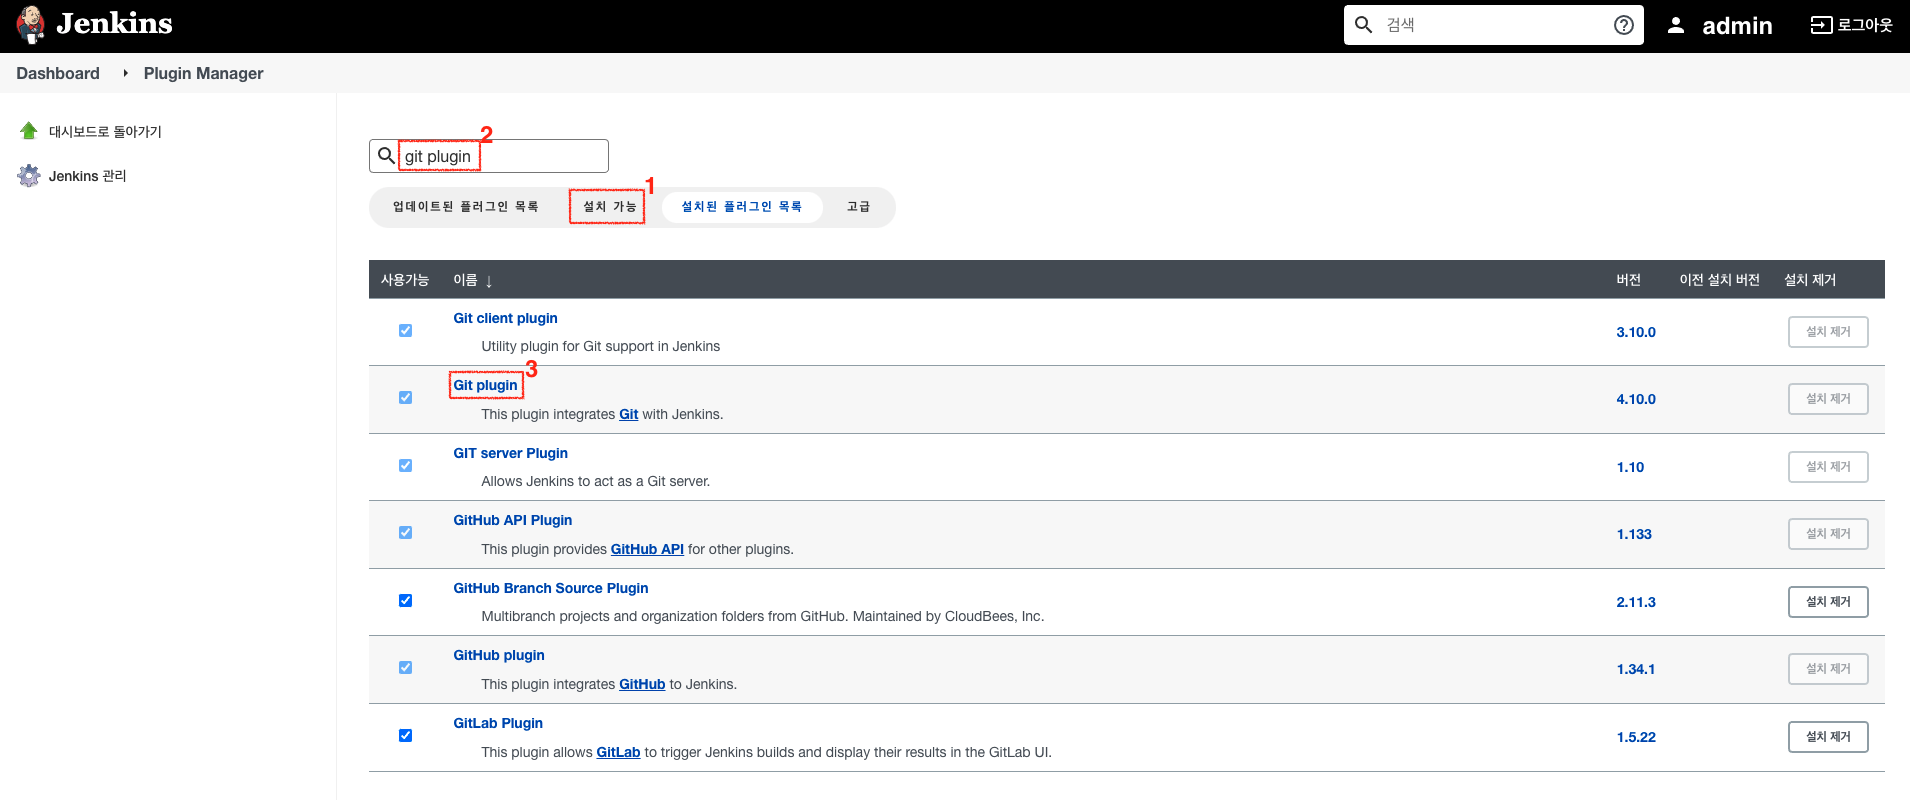 Jenkins
검색
admin
로그아웃
Dashboard
Plugin Manager
대시보드로 돌아가기
Jenkins 관리
2
git plugin
1
업데이트된 플러그인 목록
설치 가능
설치된 플러그인 목록
고급
사용가능 이름 ↓ 버전 이전 설치 버전 설치 제거
Git client plugin
Utility plugin for Git support in Jenkins
3.10.0
설치 제거
3
Git plugin
This plugin integrates Git with Jenkins.
4.10.0
설치 제거
GIT server Plugin
Allows Jenkins to act as a Git server.
1.10
설치 제거
GitHub API Plugin
This plugin provides GitHub API for other plugins.
1.133
설치 제거
GitHub Branch Source Plugin
Multibranch projects and organization folders from GitHub. Maintained by CloudBees, Inc.
2.11.3
설치 제거
GitHub plugin
This plugin integrates GitHub to Jenkins.
1.34.1
설치 제거
GitLab Plugin
This plugin allows GitLab to trigger Jenkins builds and display their results in the GitLab UI.
1.5.22
설치 제거